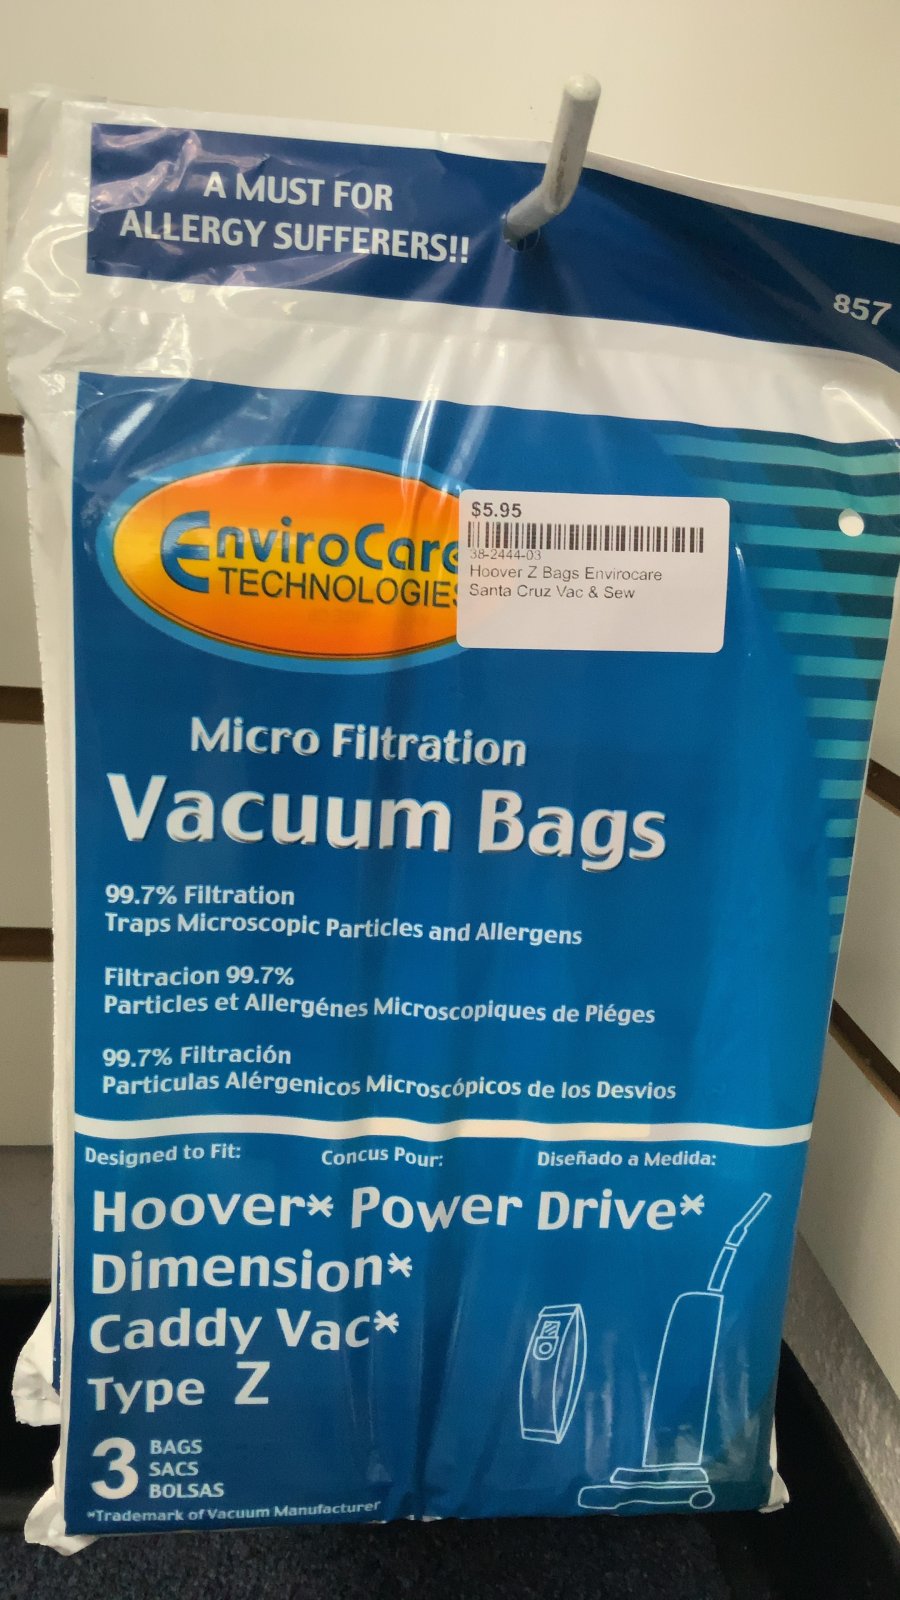 A MUST FOR
ALLERGY SUFFERERS!!
857
EnviroCare
TECHNOLOGIES
$5.95
38-2444-03
Hoover Z Bags Envirocare
Santa Cruz Vac & Sew
Micro Filtration
Vacuum Bags
99.7% Filtration
Traps Microscopic Particles and Allergens
Filtracion 99.7%
Particles et Allergénes Microscopiques de Piéges
99.7% Filtración
Particulas Alérgenicos Microscópicos de los Desvios
Designed to Fit: Concus Pour: Diseñado a Medida:
Hoover* Power Drive*
Dimension*
Caddy Vac*
Type Z
3 BAGS
SACS
BOLSAS
*Trademark of Vacuum Manufacturer